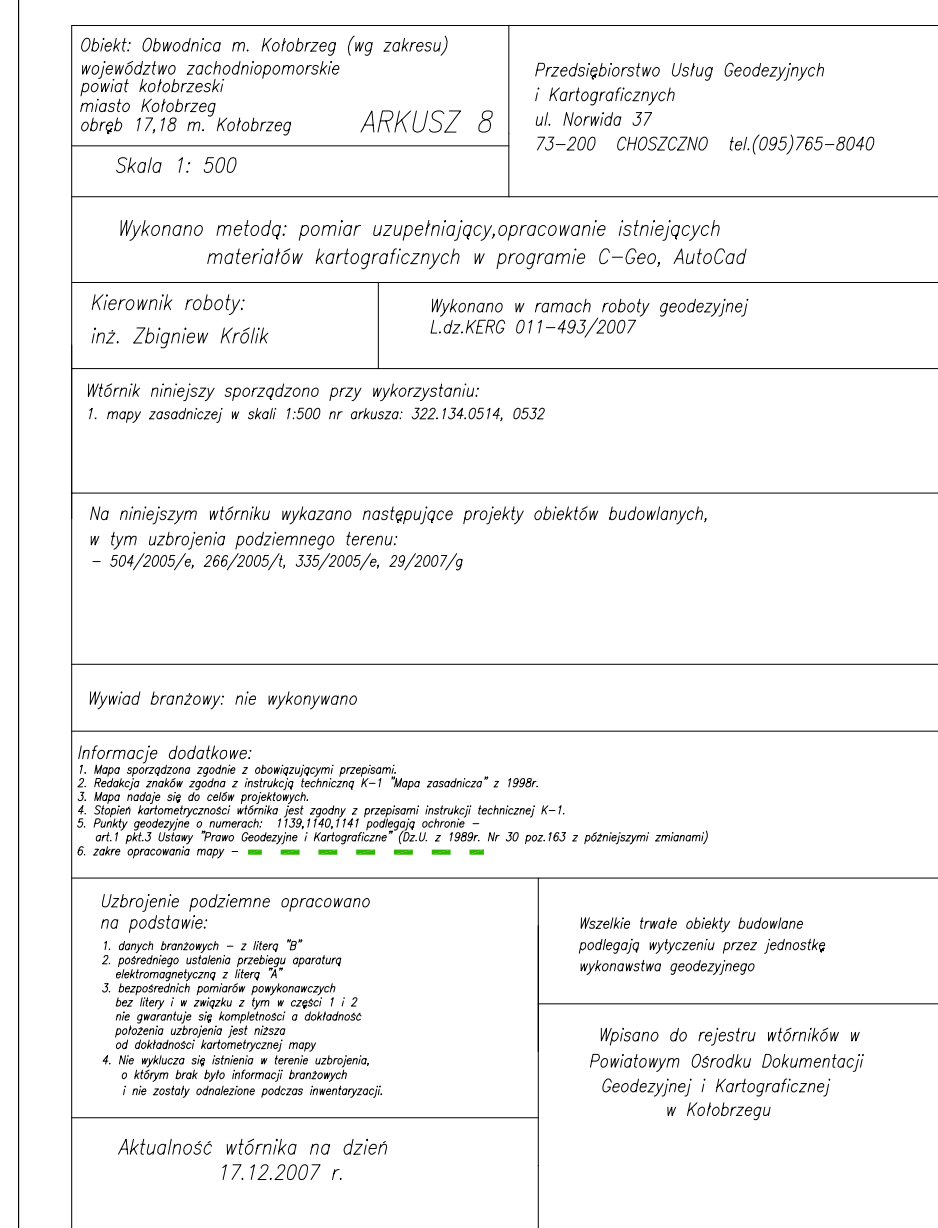 Obiekt: Obwodnica m. Kołobrzeg (wg zakresu)
województwo zachodniopomorskie
powiat kołobrzeski
miasto Kołobrzeg
obręb 17,18 m. Kołobrzeg
ARKUSZ 8
Skala 1: 500
Przedsiębiorstwo Usług Geodezyjnych
i Kartograficznych
ul. Norwida 37
73-200 CHOSZCZNO tel.(095)765-8040
Wykonano metodą: pomiar uzupełniający,opracowanie istniejących
materiałów kartograficznych w programie C-Geo, AutoCad
Kierownik roboty:
inż. Zbigniew Królik
Wykonano w ramach roboty geodezyjnej
L.dz.KERG 011-493/2007
Wtórnik niniejszy sporządzono przy wykorzystaniu:
1. mapy zasadniczej w skali 1:500 nr arkusza: 322.134.0514, 0532
Na niniejszym wtórniku wykazano następujące projekty obiektów budowlanych,
w tym uzbrojenia podziemnego terenu:
- 504/2005/e, 266/2005/t, 335/2005/e, 29/2007/g
Wywiad branżowy: nie wykonywano
Informacje dodatkowe:
1. Mapa sporządzona zgodnie z obowiązującymi przepisami.
2. Redakcja znaków zgodna z instrukcją techniczną K-1 "Mapa zasadnicza" z 1998r.
3. Mapa nadaje się do celów projektowych.
4. Stopień kartometryczności wtórnika jest zgodny z przepisami instrukcji technicznej K-1.
5. Punkty geodezyjne o numerach: 1139,1140,1141 podlegają ochronie -
art.1 pkt.3 Ustawy "Prawo Geodezyjne i Kartograficzne" (Dz.U. z 1989r. Nr 30 poz.163 z późniejszymi zmianami)
6. zakre opracowania mapy -
Uzbrojenie podziemne opracowano
na podstawie:
1. danych branżowych - z literą "B"
2. pośredniego ustalenia przebiegu aparaturą
elektromagnetyczną z literą "A"
3. bezpośrednich pomiarów powykonawczych
bez litery i w związku z tym w części 1 i 2
nie gwarantuje się kompletności a dokładność
położenia uzbrojenia jest niższa
od dokładności kartometrycznej mapy
4. Nie wyklucza się istnienia w terenie uzbrojenia,
o którym brak było informacji branżowych
i nie zostały odnalezione podczas inwentaryzacji.
Wszelkie trwałe obiekty budowlane
podlegają wytyczeniu przez jednostkę
wykonawstwa geodezyjnego
Wpisano do rejestru wtórników w
Powiatowym Ośrodku Dokumentacji
Geodezyjnej i Kartograficznej
w Kołobrzegu
Aktualność wtórnika na dzień
17.12.2007 r.